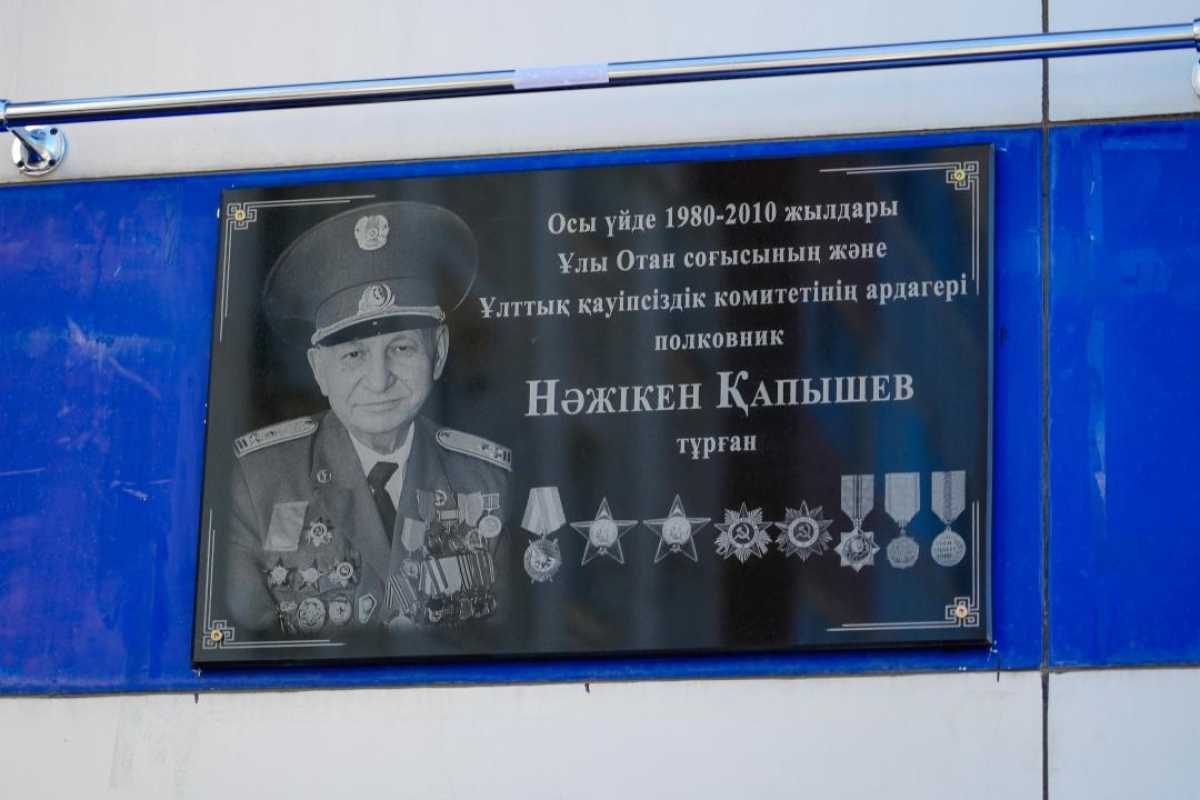 Осы үйде 1980-2010 жылдары
Ұлы Отан соғысының және
Ұлттық қауіпсіздік комитетінің ардагері
полковник
Нәжікен Қапышев
тұрған